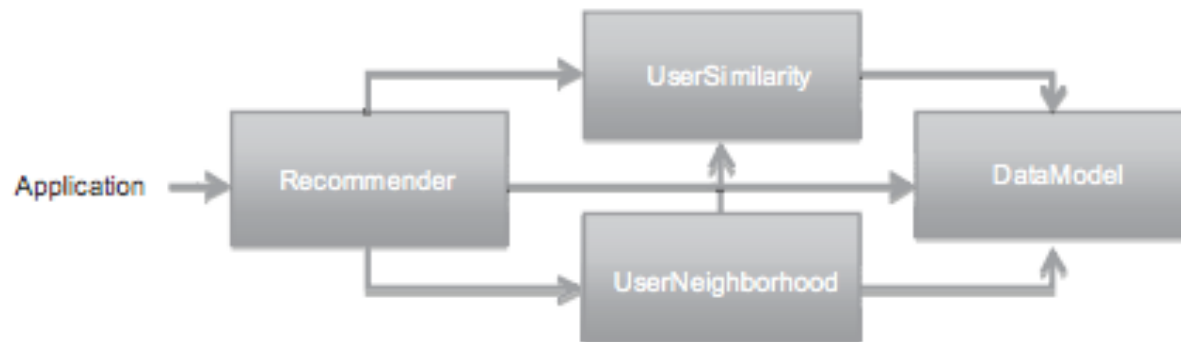 Application
Recommender
UserSimilarity
UserNeighborhood
DataModel